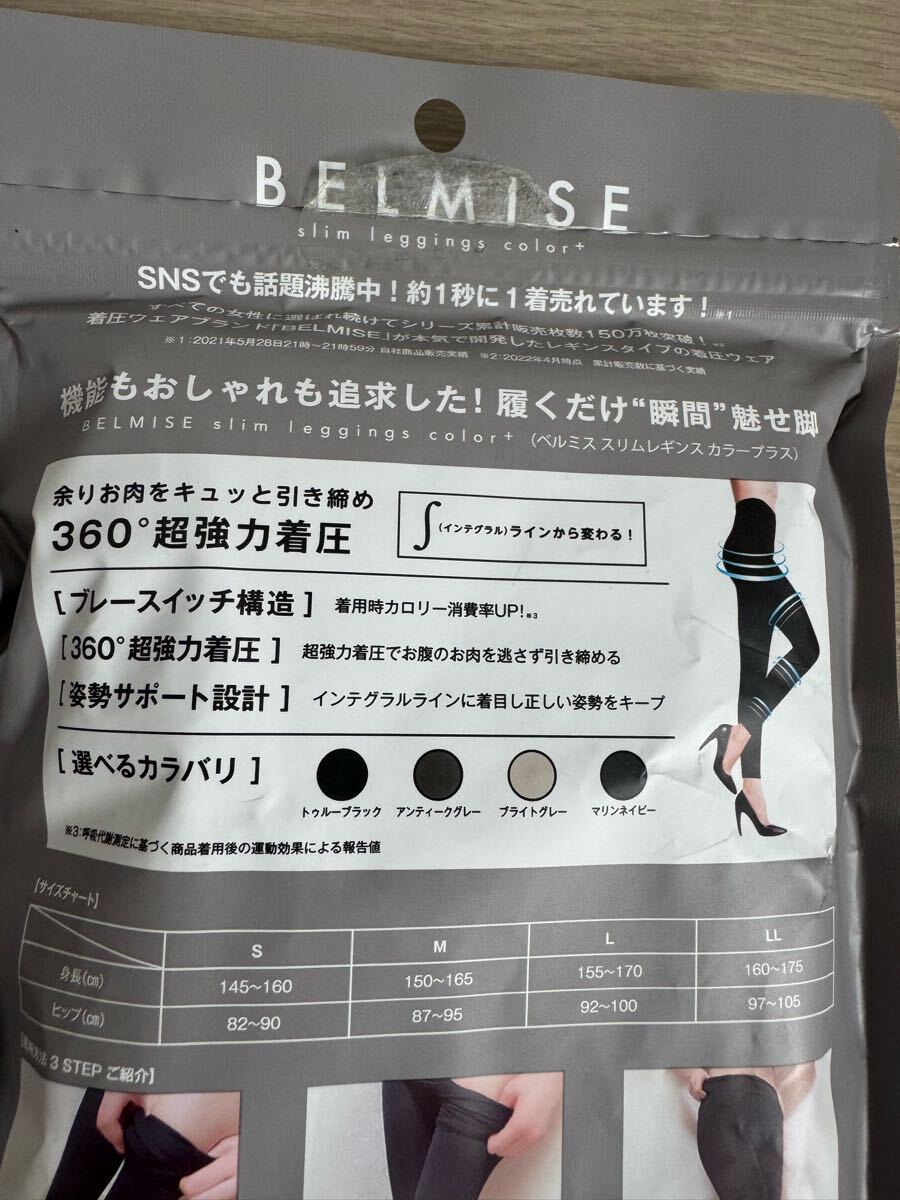 BELMISE
slim leggings color+
SNSでも話題沸騰中！約1秒に1着売れています！※1
すべての女性に選ばれ続けてシリーズ累計販売枚数150万枚突破！※2
着圧ウェアブランド「BELMISE」が本気で開発したレギンスタイプの着圧ウェア
※1：2021年5月28日21時～21時59分 自社商品販売実績 ※2：2022年4月時点 累計販売数に基づく実績
機能もおしゃれも追求した！履くだけ“瞬間”魅せ脚
BELMISE slim leggings color+（ベルミス スリムレギンス カラープラス）
余りお肉をキュッと引き締め
360°超強力着圧
∫(インテグラル)ラインから変わる！
［ブレースイッチ構造］ 着用時カロリー消費率UP!※3
［360°超強力着圧］ 超強力着圧でお腹のお肉を逃さず引き締める
［姿勢サポート設計］ インテグラルラインに着目し正しい姿勢をキープ
［選べるカラバリ］
トゥルーブラック アンティークグレー ブライトグレー マリンネイビー
※3：呼吸代謝測定に基づく商品着用後の運動効果による報告値
【サイズチャート】
S M L LL
身長(cm) 145~160 150~165 155~170 160~175
ヒップ(cm) 82~90 87~95 92~100 97~105
方法 3 STEP ご紹介】